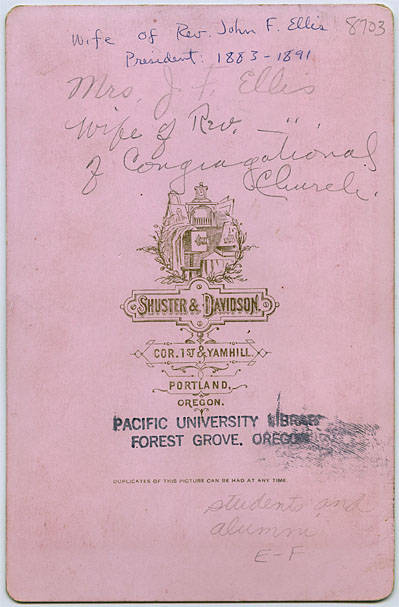 Wife of Rev. John F. Ellis 8703
President: 1883-1891
Mrs. J. F. Ellis
Wife of Rev. — " .
of Congragational
Church.
SHUSTER & DAVIDSON.
COR. 1ST & YAMHILL.
PORTLAND,
OREGON.
PACIFIC UNIVERSITY LIBRARY
FOREST GROVE, OREGON
DUPLICATES OF THIS PICTURE CAN BE HAD AT ANY TIME.
students and
alumni
E-F